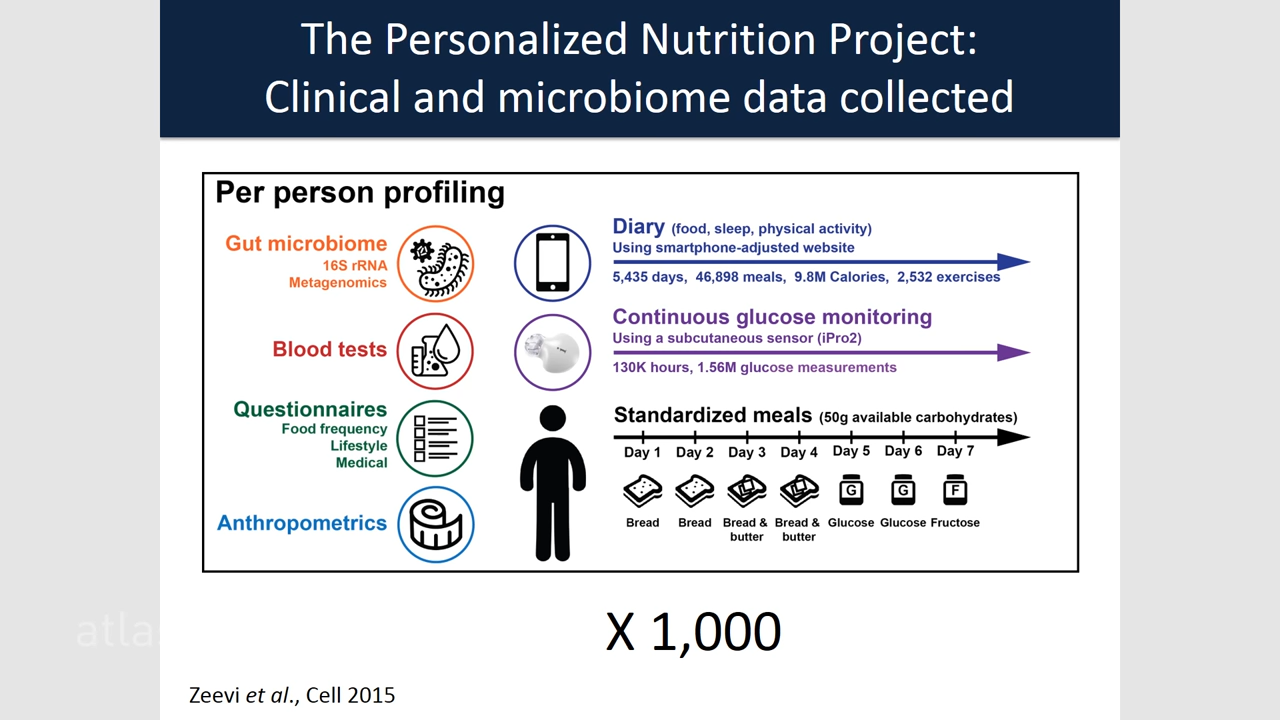 The Personalized Nutrition Project:
Clinical and microbiome data collected
Per person profiling
Gut microbiome
16S rRNA
Metagenomics
Blood tests
Questionnaires
Food frequency
Lifestyle
Medical
Anthropometrics
Diary (food, sleep, physical activity)
Using smartphone-adjusted website
5,435 days, 46,898 meals, 9.8M Calories, 2,532 exercises
Continuous glucose monitoring
Using a subcutaneous sensor (iPro2)
130K hours, 1.56M glucose measurements
Standardized meals (50g available carbohydrates)
Day 1 Day 2 Day 3 Day 4 Day 5 Day 6 Day 7
G G F
Bread Bread Bread & Bread & Glucose Glucose Fructose
butter butter
X 1,000
Zeevi et al., Cell 2015